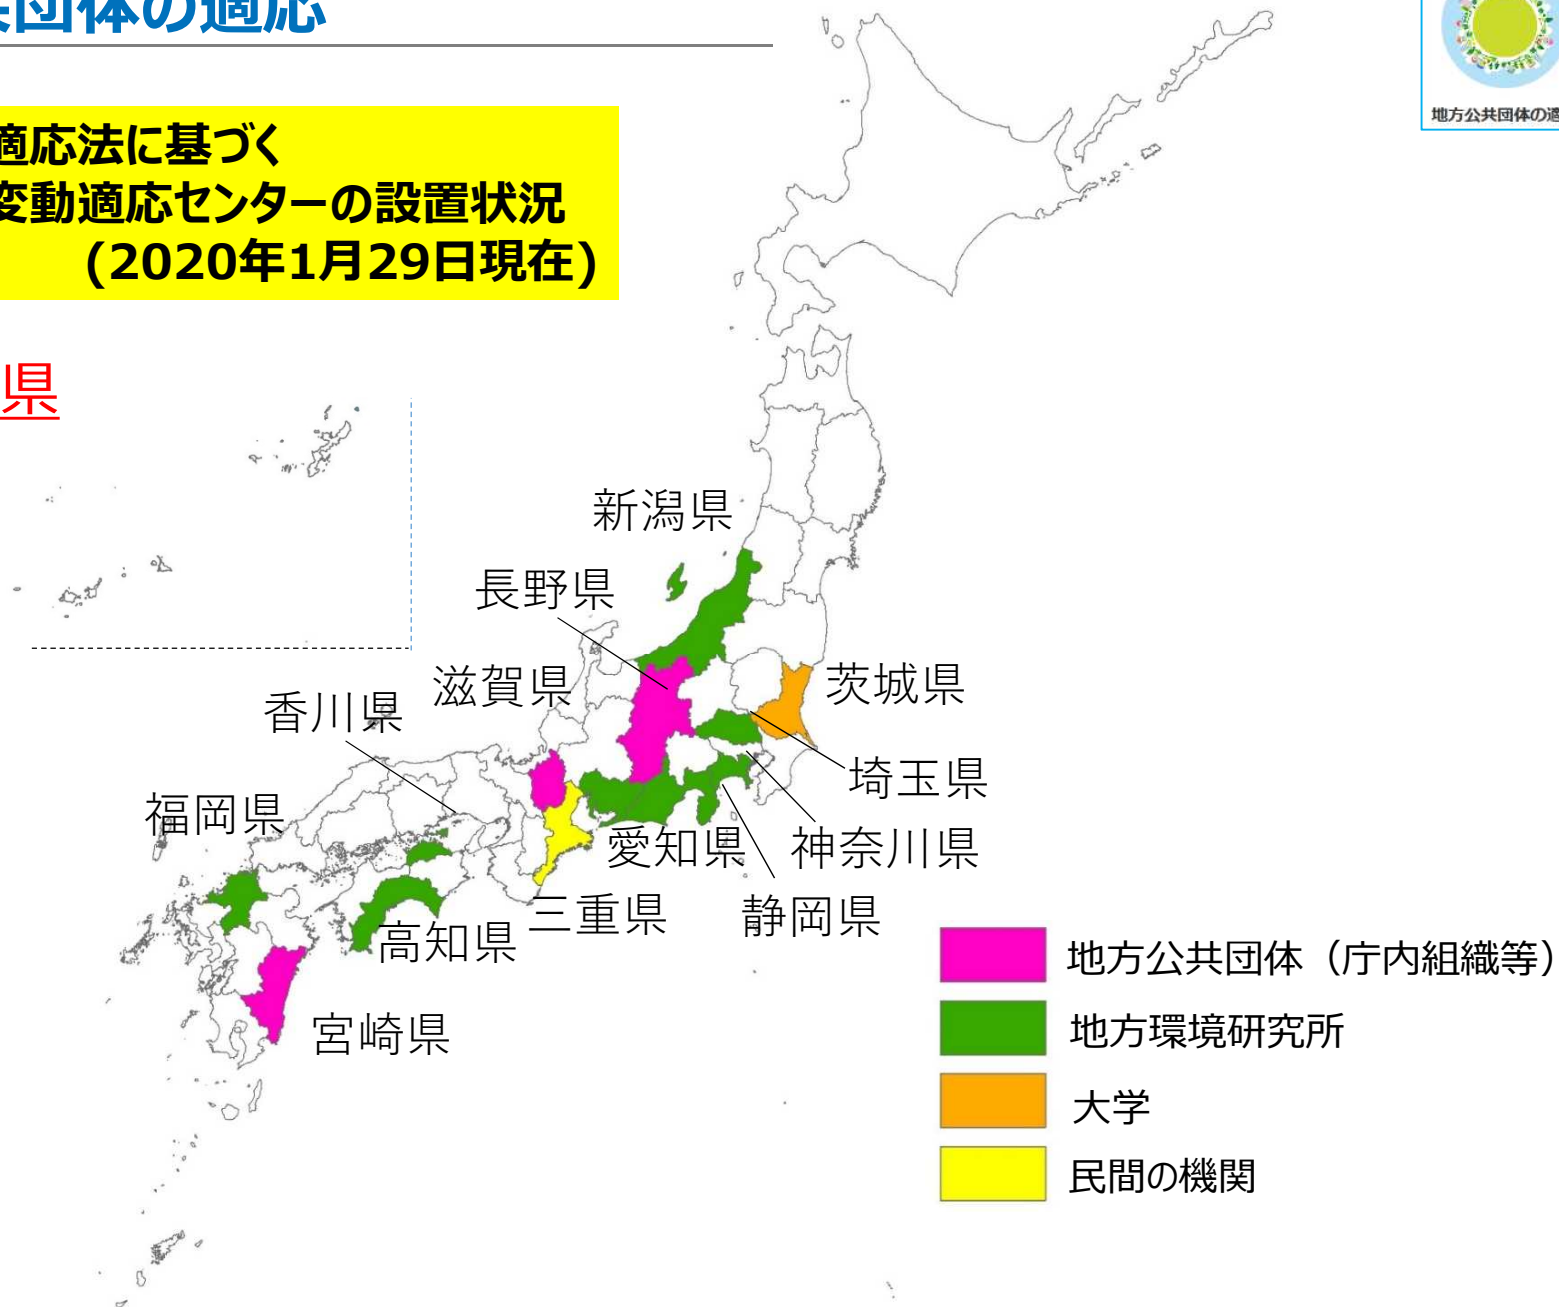 共団体の適応
地方公共団体の適
適応法に基づく
変動適応センターの設置状況
(2020年1月29日現在)
県
新潟県
長野県
滋賀県
茨城県
香川県
埼玉県
福岡県
愛知県
神奈川県
三重県
静岡県
高知県
宮崎県
地方公共団体（庁内組織等）
地方環境研究所
大学
民間の機関